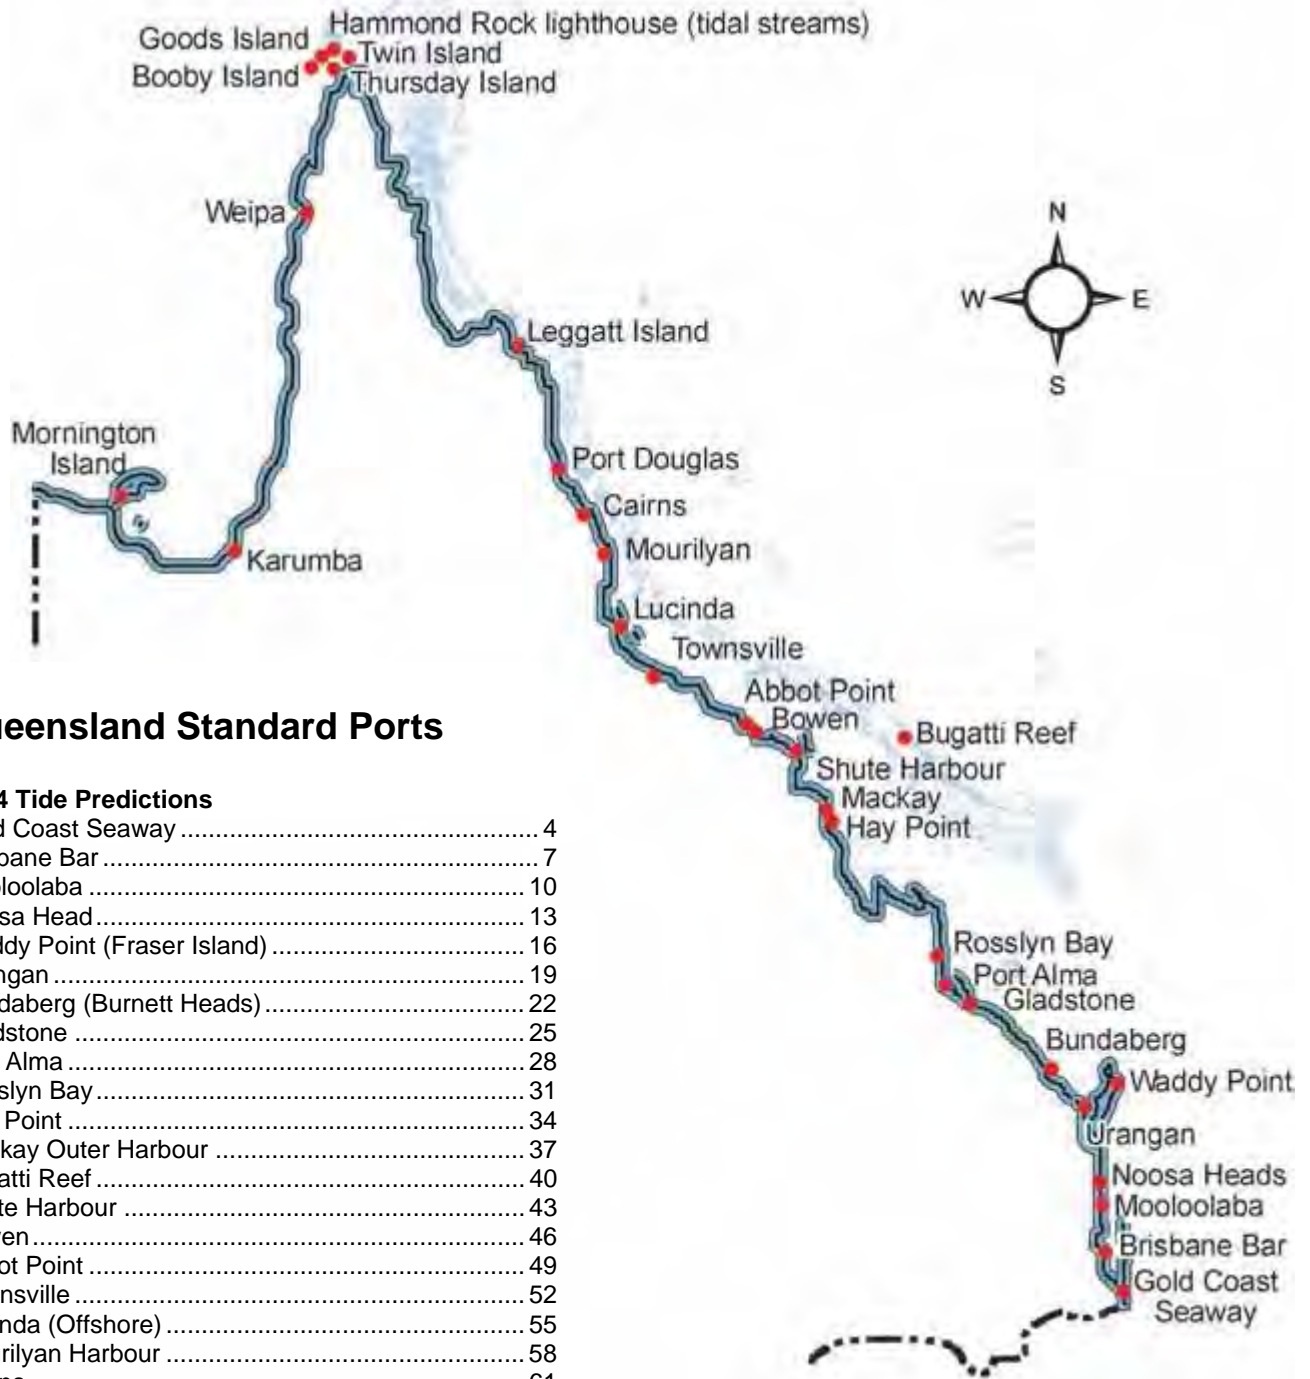 Hammond Rock lighthouse (tidal streams)
Goods Island
Twin Island
Booby Island
Thursday Island
Weipa
N
W
E
S
Leggatt Island
Mornington
Island
Port Douglas
Cairns
Karumba
Mourilyan
Lucinda
Townsville
Abbot Point
Bowen
Bugatti Reef
Shute Harbour
Mackay
Hay Point
Rosslyn Bay
Port Alma
Gladstone
Bundaberg
Waddy Point
Urangan
Noosa Heads
Mooloolaba
Brisbane Bar
Gold Coast
Seaway
eensland Standard Ports
4 Tide Predictions
d Coast Seaway ........ 4
bane Bar ........ 7
loolaba ........ 10
sa Head ........ 13
ddy Point (Fraser Island) ........ 16
ngan ........ 19
daberg (Burnett Heads) ........ 22
dstone ........ 25
Alma ........ 28
slyn Bay ........ 31
Point ........ 34
kay Outer Harbour ........ 37
atti Reef ........ 40
te Harbour ........ 43
en ........ 46
ot Point ........ 49
nsville ........ 52
nda (Offshore) ........ 55
rilyan Harbour ........ 58